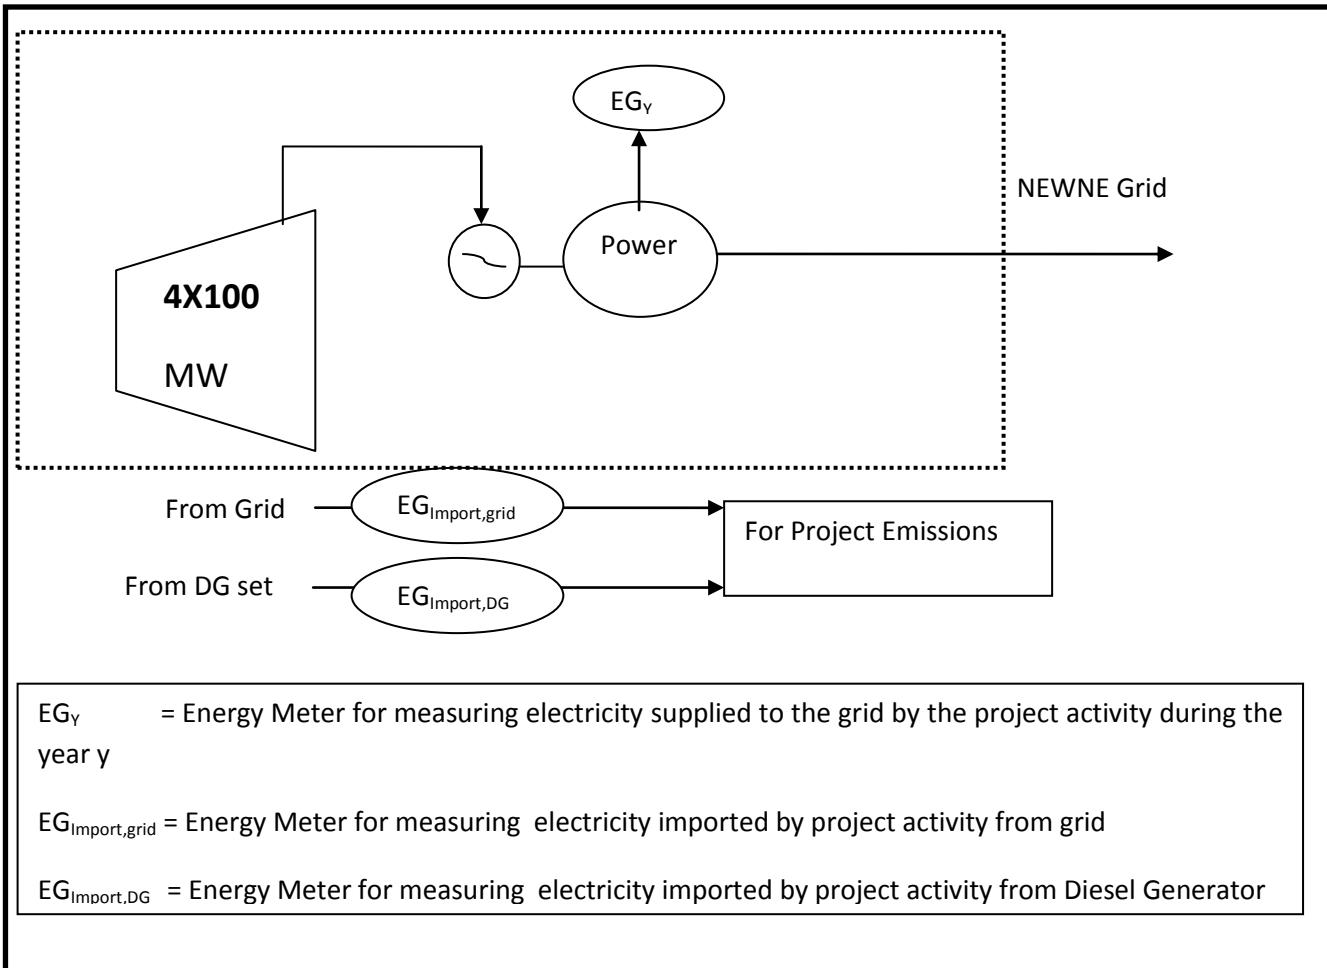 EGY
NEWNE Grid
Power
4X100
MW
From Grid
EGImport,grid
For Project Emissions
From DG set
EGImport,DG
EGY = Energy Meter for measuring electricity supplied to the grid by the project activity during the
year y
EGImport,grid = Energy Meter for measuring electricity imported by project activity from grid
EGImport,DG = Energy Meter for measuring electricity imported by project activity from Diesel Generator